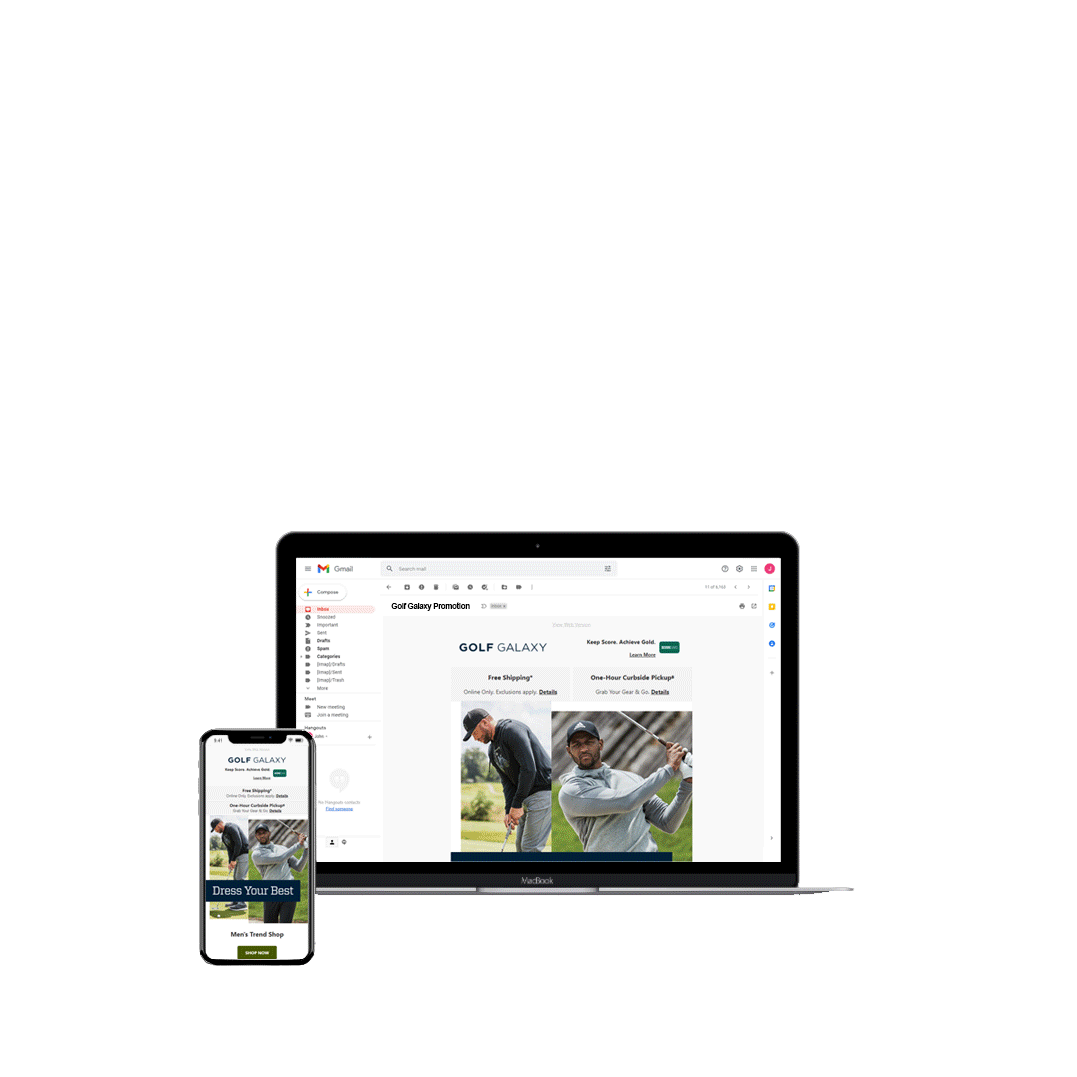 Gmail
Search mail
Compose
Inbox
Snoozed
Important
Sent
Drafts
Spam
Categories
[Imap]/Drafts
[Imap]/Sent
[Imap]/Trash
More
Meet
New meeting
Join a meeting
Hangouts
John
No Hangouts contacts
Find someone
J
Golf Galaxy Promotion
Inbox x
View Web Version
GOLF GALAXY
Keep Score. Achieve Gold.
Learn More
Free Shipping*
Online Only. Exclusions apply. Details
One-Hour Curbside Pickup‡
Grab Your Gear & Go. Details
MacBook
9:41
GOLF GALAXY
Keep Score. Achieve Gold.
Learn More
Free Shipping*
Online Only. Exclusions apply. Details
One-Hour Curbside Pickup‡
Grab Your Gear & Go. Details
Dress Your Best
Men's Trend Shop
SHOP NOW